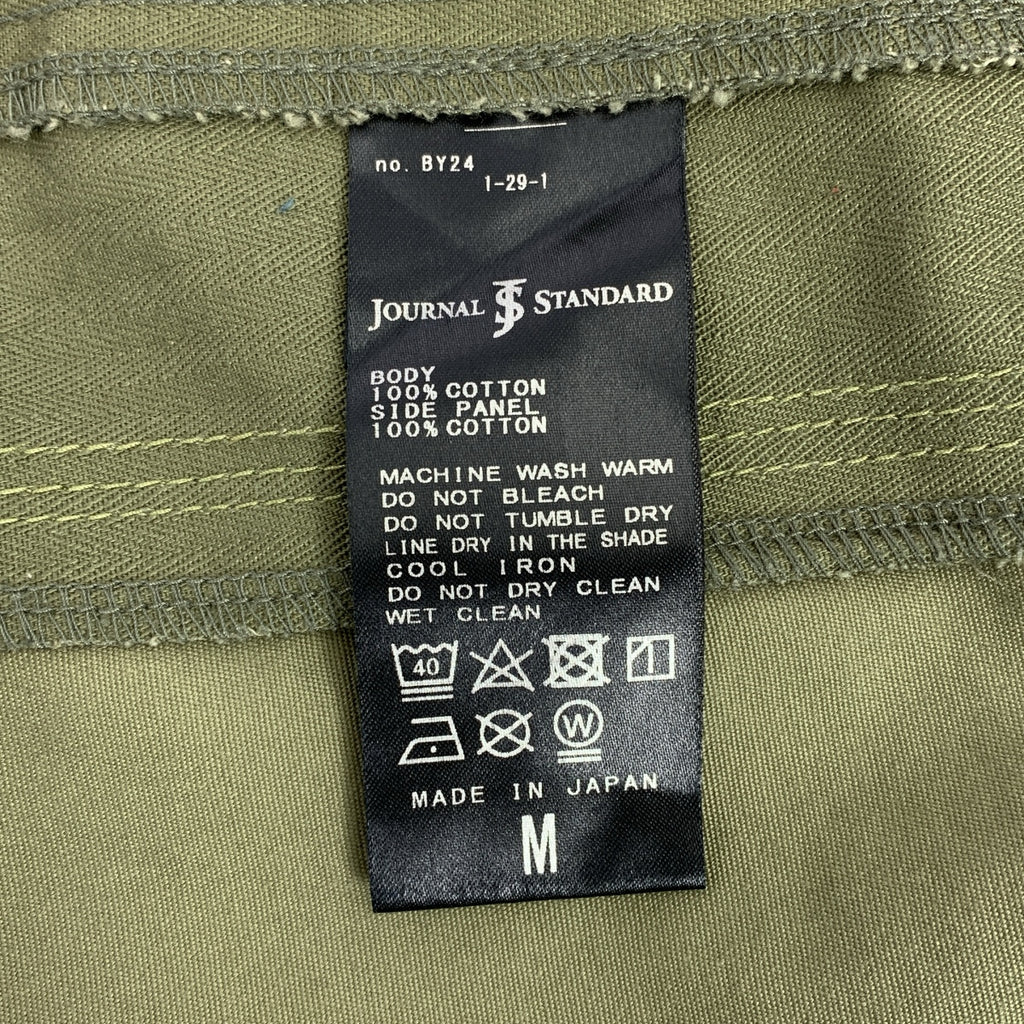 no. BY24
1-29-1
JOURNAL JS STANDARD
BODY
100% COTTON
SIDE PANEL
100% COTTON
MACHINE WASH WARM
DO NOT BLEACH
DO NOT TUMBLE DRY
LINE DRY IN THE SHADE
COOL IRON
DO NOT DRY CLEAN
WET CLEAN
40
W
MADE IN JAPAN
M